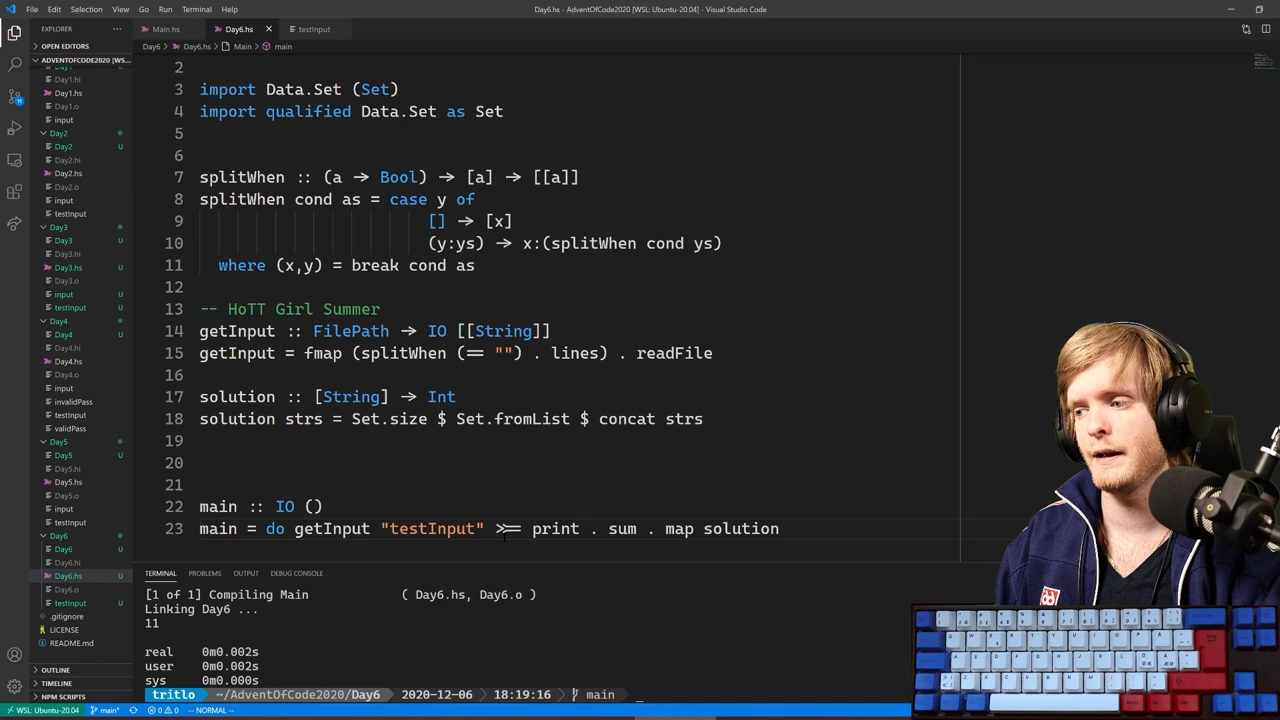 File Edit Selection View Go Run Terminal Help
Day6.hs - AdventOfCode2020 [WSL: Ubuntu-20.04] - Visual Studio Code
EXPLORER
OPEN EDITORS
ADVENTOFCODE2020 [WS...
Day1.hi
Day1.hs
Day1.o
input
Day2
Day2 U
Day2.hi
Day2.hs
Day2.o
input
testInput
Day3
Day3 U
Day3.hi
Day3.hs U
Day3.o
input U
testInput U
Day4
Day4 U
Day4.hi
Day4.hs
Day4.o
input
invalidPass
testInput
validPass
Day5
Day5 U
Day5.hi
Day5.hs
Day5.o
input
testInput
Day6
Day6 U
Day6.hi
Day6.hs U
Day6.o
testInput U
.gitignore
LICENSE
README.md
OUTLINE
TIMELINE
NPM SCRIPTS
Main.hs Day6.hs testInput
Day6 > Day6.hs > Main > main
2
3 import Data.Set (Set)
4 import qualified Data.Set as Set
5
6
7 splitWhen :: (a → Bool) → [a] → [[a]]
8 splitWhen cond as = case y of
9 [] → [x]
10 (y:ys) → x:(splitWhen cond ys)
11 where (x,y) = break cond as
12
13 -- HoTT Girl Summer
14 getInput :: FilePath → IO [[String]]
15 getInput = fmap (splitWhen (== "") . lines) . readFile
16
17 solution :: [String] → Int
18 solution strs = Set.size $ Set.fromList $ concat strs
19
20
21
22 main :: IO ()
23 main = do getInput "testInput" >>= print . sum . map solution
TERMINAL PROBLEMS OUTPUT DEBUG CONSOLE
[1 of 1] Compiling Main ( Day6.hs, Day6.o )
Linking Day6 ...
11
real 0m0.002s
user 0m0.002s
sys 0m0.000s
tritlo ~/AdventOfCode2020/Day6 2020-12-06 18:19:16 main
WSL: Ubuntu-20.04 main* 0 0 -- NORMAL --